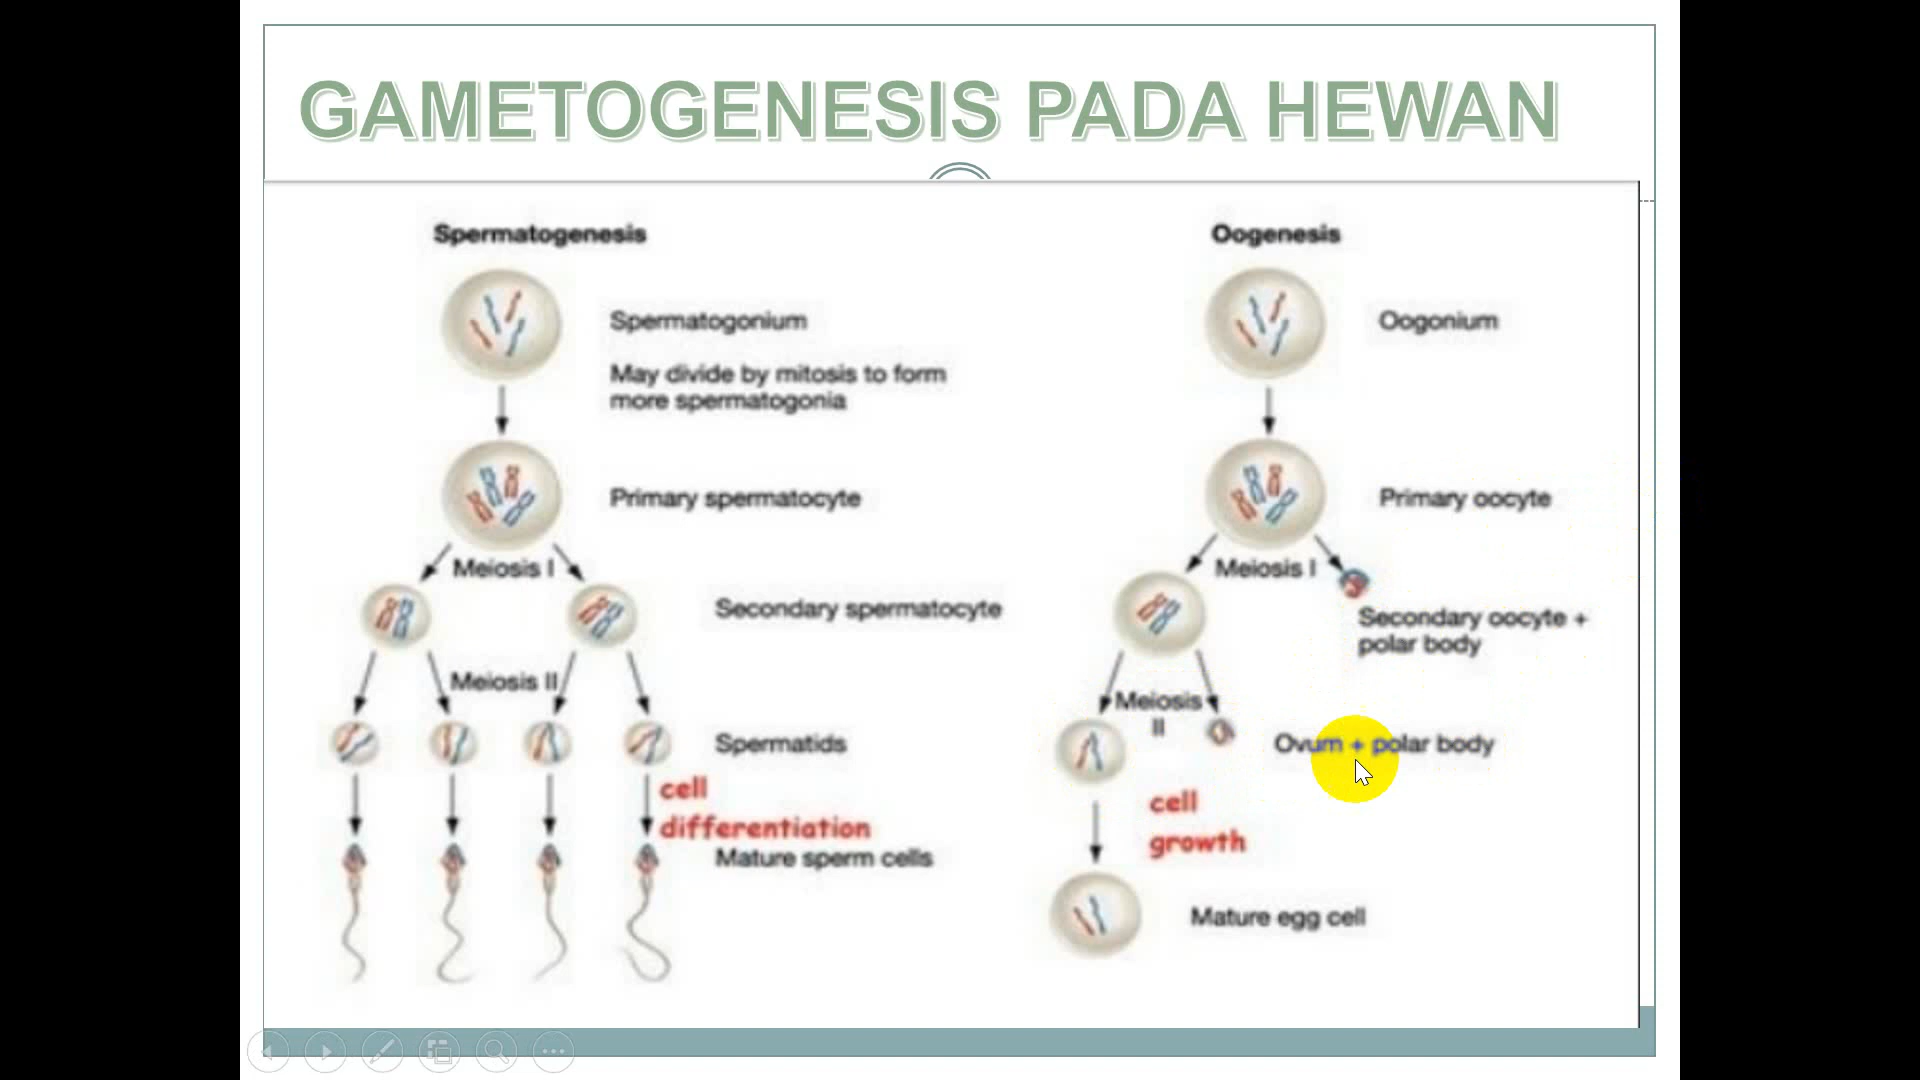 GAMETOGENESIS PADA HEWAN
Spermatogenesis
Spermatogonium
May divide by mitosis to form
more spermatogonia
Primary spermatocyte
Meiosis I
Secondary spermatocyte
Meiosis II
Spermatids
cell
differentiation
Mature sperm cells
Oogenesis
Oogonium
Primary oocyte
Meiosis I
Secondary oocyte +
polar body
Meiosis
II
Ovum + polar body
cell
growth
Mature egg cell